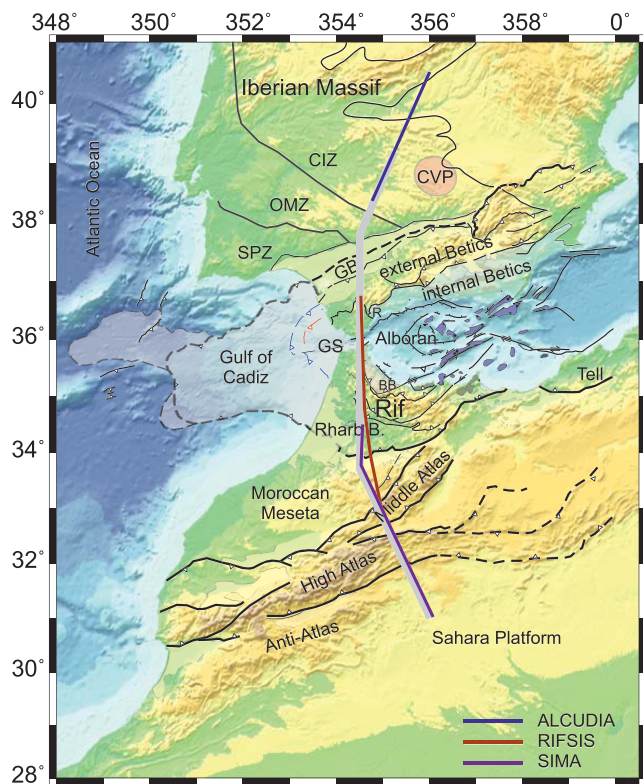 348° 350° 352° 354° 356° 358° 0°
40°
38°
36°
34°
32°
30°
28°
Iberian Massif
CIZ
CVP
OMZ
Atlantic Ocean
SPZ
GB
external Betics
internal Betics
R
GS
Alboran
Gulf of
Cadiz
BB
Tell
Rif
Rharb B.
Middle Atlas
Moroccan
Meseta
High Atlas
Anti-Atlas
Sahara Platform
ALCUDIA
RIFSIS
SIMA